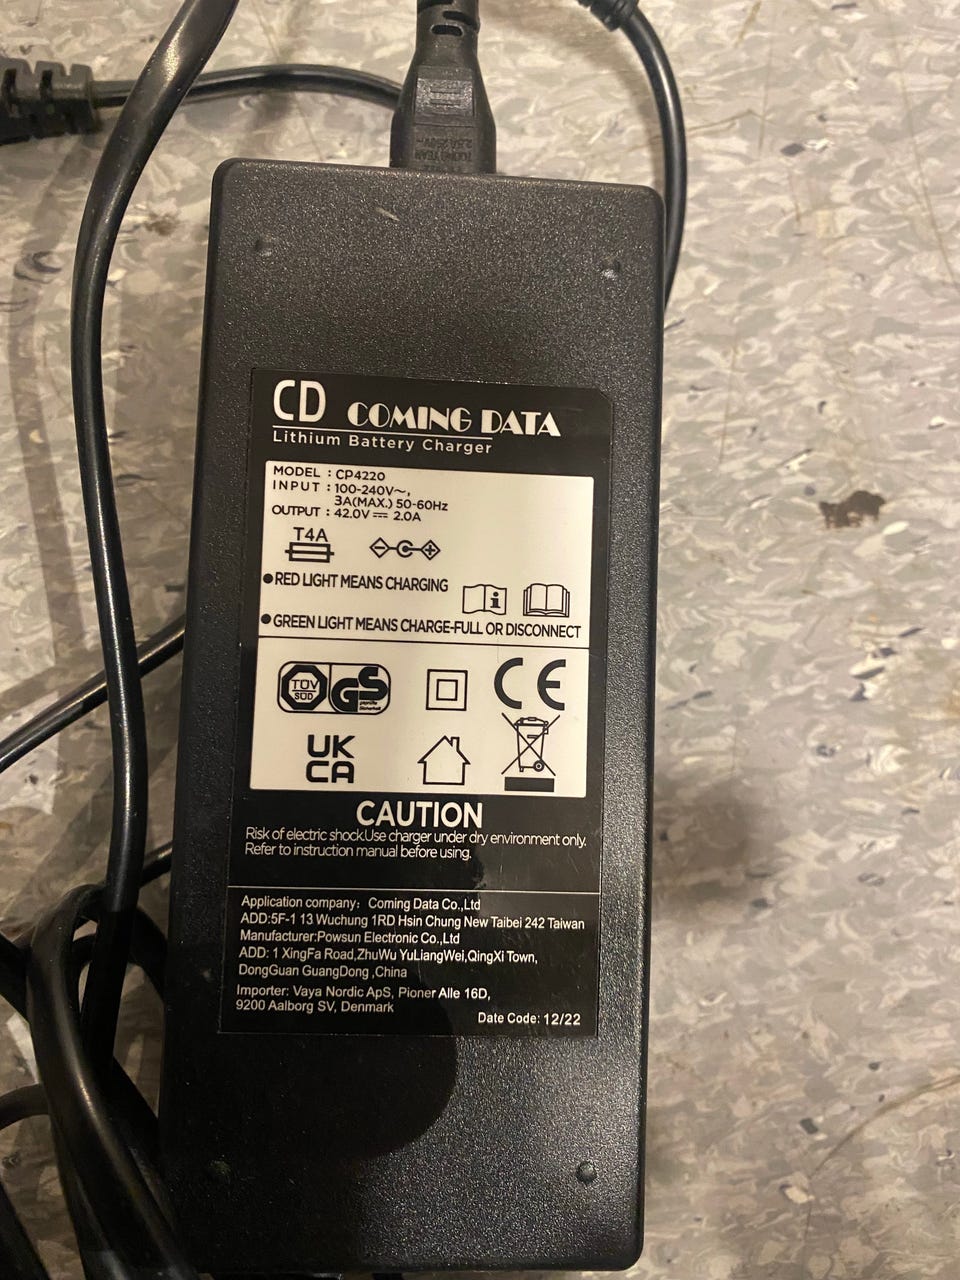 TOONG YEAR
2.5A 250V~
CD COMING DATA
Lithium Battery Charger
MODEL : CP4220
INPUT : 100-240V~,
3A(MAX.) 50-60Hz
OUTPUT : 42.0V⎓ 2.0A
T4A
●RED LIGHT MEANS CHARGING
●GREEN LIGHT MEANS CHARGE-FULL OR DISCONNECT
TÜV
SÜD
GS
CE
UK
CA
CAUTION
Risk of electric shock.Use charger under dry environment only.
Refer to instruction manual before using.
Application company: Coming Data Co.,Ltd
ADD:5F-1 13 Wuchung 1RD Hsin Chung New Taibei 242 Taiwan
Manufacturer:Powsun Electronic Co.,Ltd
ADD: 1 XingFa Road,ZhuWu YuLiangWei,QingXi Town,
DongGuan GuangDong ,China
Importer: Vaya Nordic ApS, Pioner Alle 16D,
9200 Aalborg SV, Denmark
Date Code: 12/22